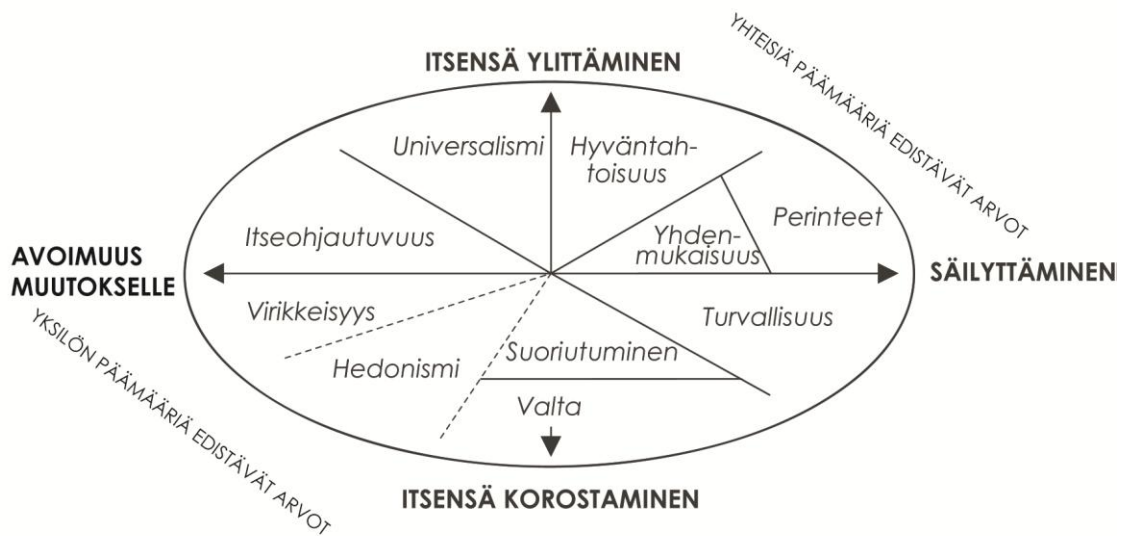 YHTEISIÄ PÄÄMÄÄRIÄ EDISTÄVÄT ARVOT
ITSENSÄ YLITTÄMINEN
Universalismi
Hyväntah-
toisuus
Perinteet
Itseohjautuvuus
Yhden-
mukaisuus
AVOIMUUS
MUUTOKSELLE
SÄILYTTÄMINEN
Virikkeisyys
Turvallisuus
Suoriutuminen
Hedonismi
Valta
YKSILÖN PÄÄMÄÄRIÄ EDISTÄVÄT ARVOT
ITSENSÄ KOROSTAMINEN